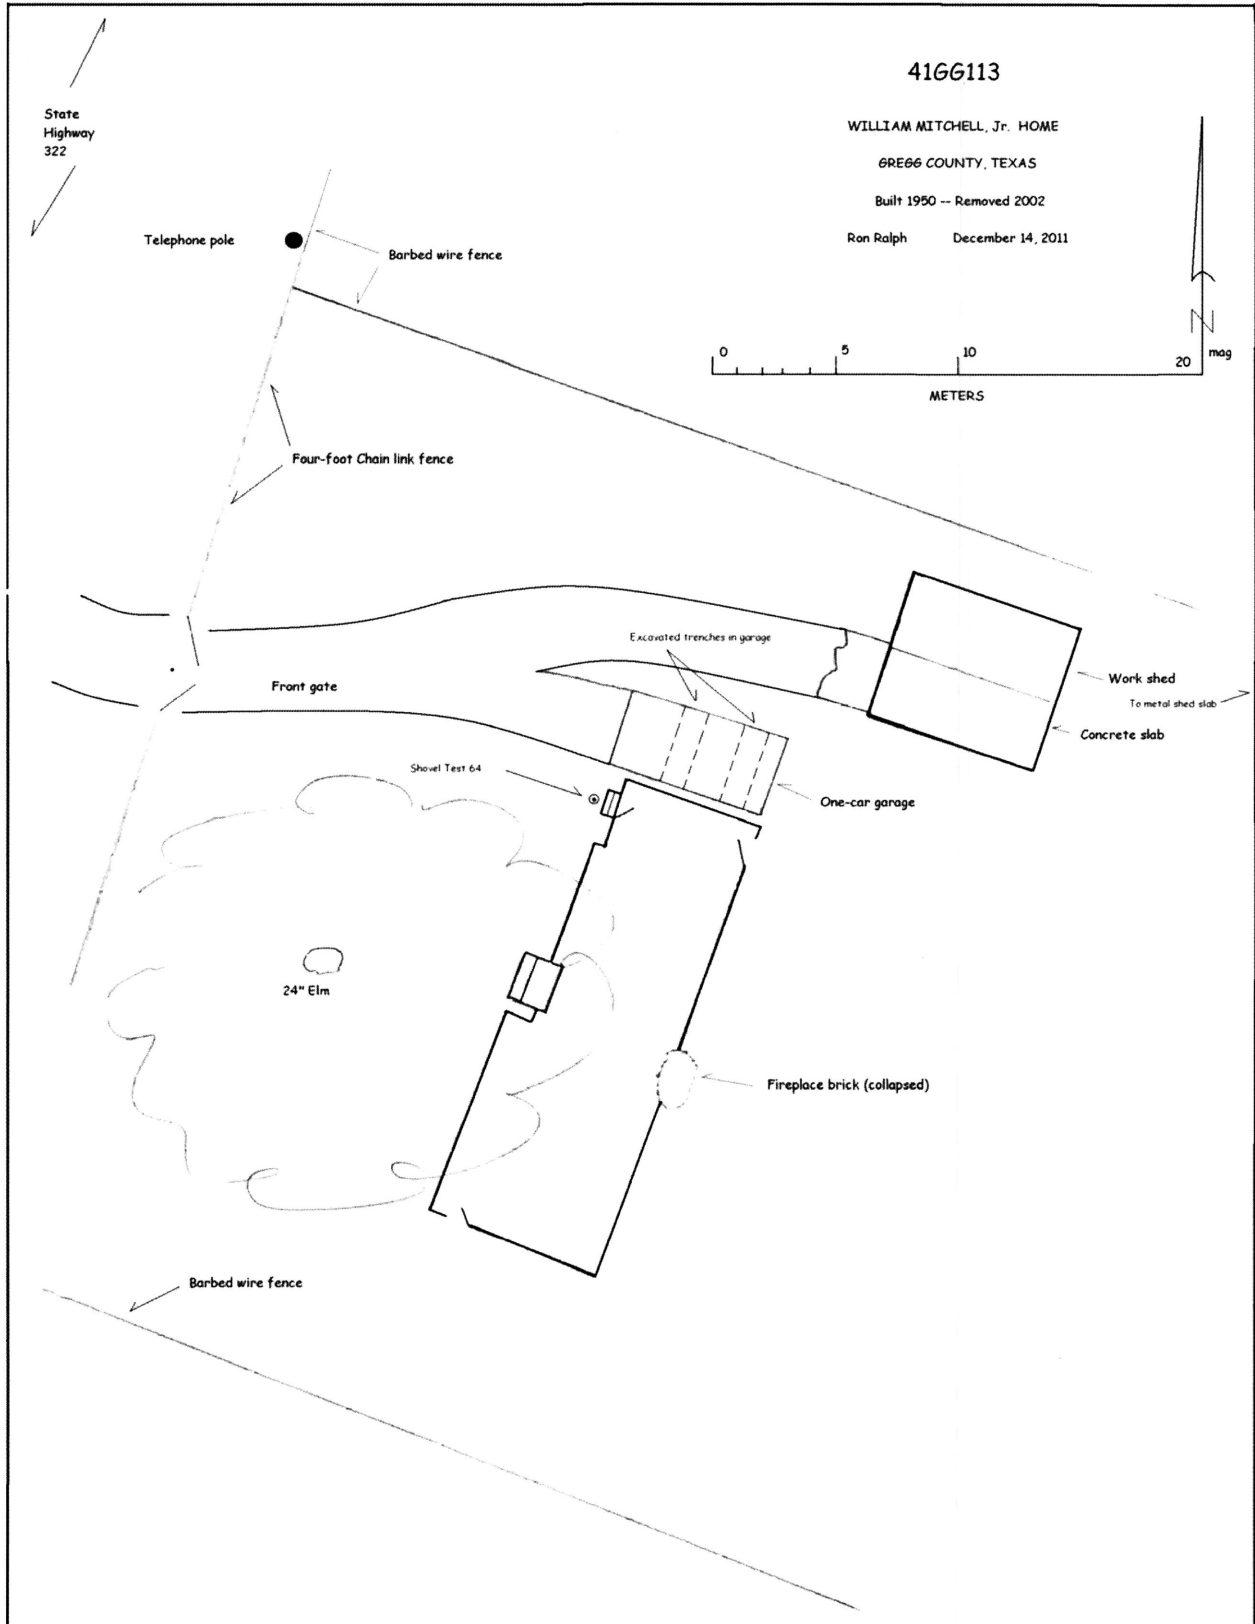 41GG113
WILLIAM MITCHELL, Jr. HOME
GREGG COUNTY, TEXAS
Built 1950 -- Removed 2002
Ron Ralph December 14, 2011
State
Highway
322
Telephone pole
Barbed wire fence
N
mag
0 5 10 20
METERS
Four-foot Chain link fence
Excavated trenches in garage
Front gate
Work shed
To metal shed slab
Concrete slab
Shovel Test 64
One-car garage
24" Elm
Fireplace brick (collapsed)
Barbed wire fence